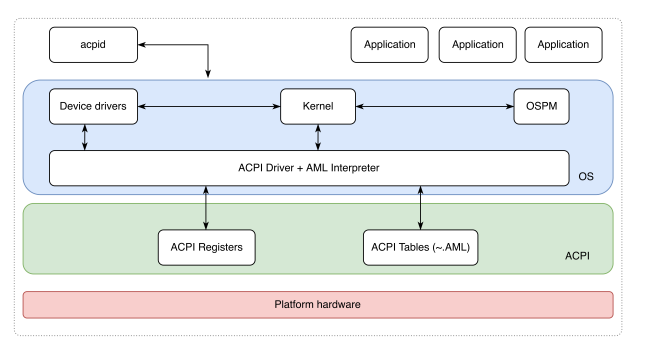 acpid
Application
Application
Application
Device drivers
Kernel
OSPM
ACPI Driver + AML Interpreter
OS
ACPI Registers
ACPI Tables (~.AML)
ACPI
Platform hardware